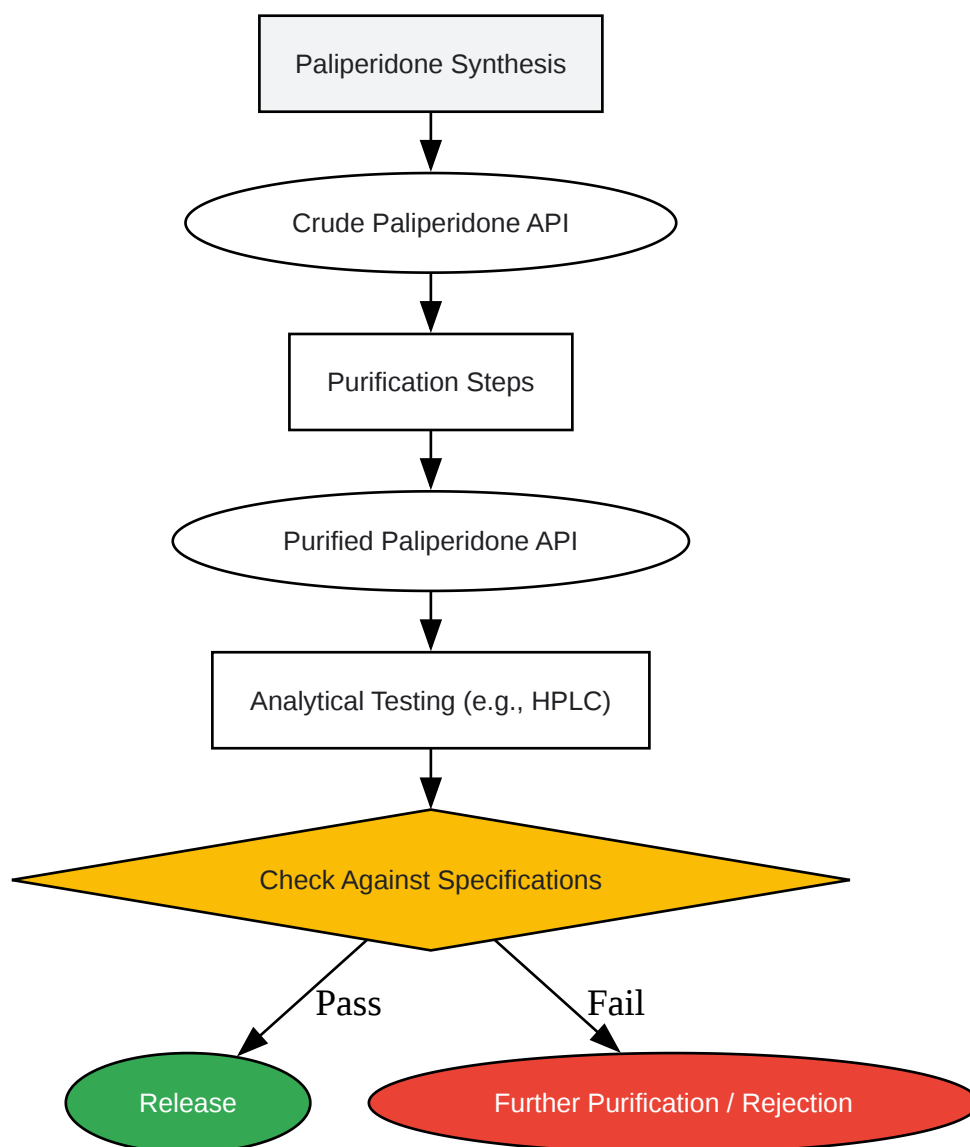 Paliperidone Synthesis
Crude Paliperidone API
Purification Steps
Purified Paliperidone API
Analytical Testing (e.g., HPLC)
Check Against Specifications
Pass
Fail
Release
Further Purification / Rejection